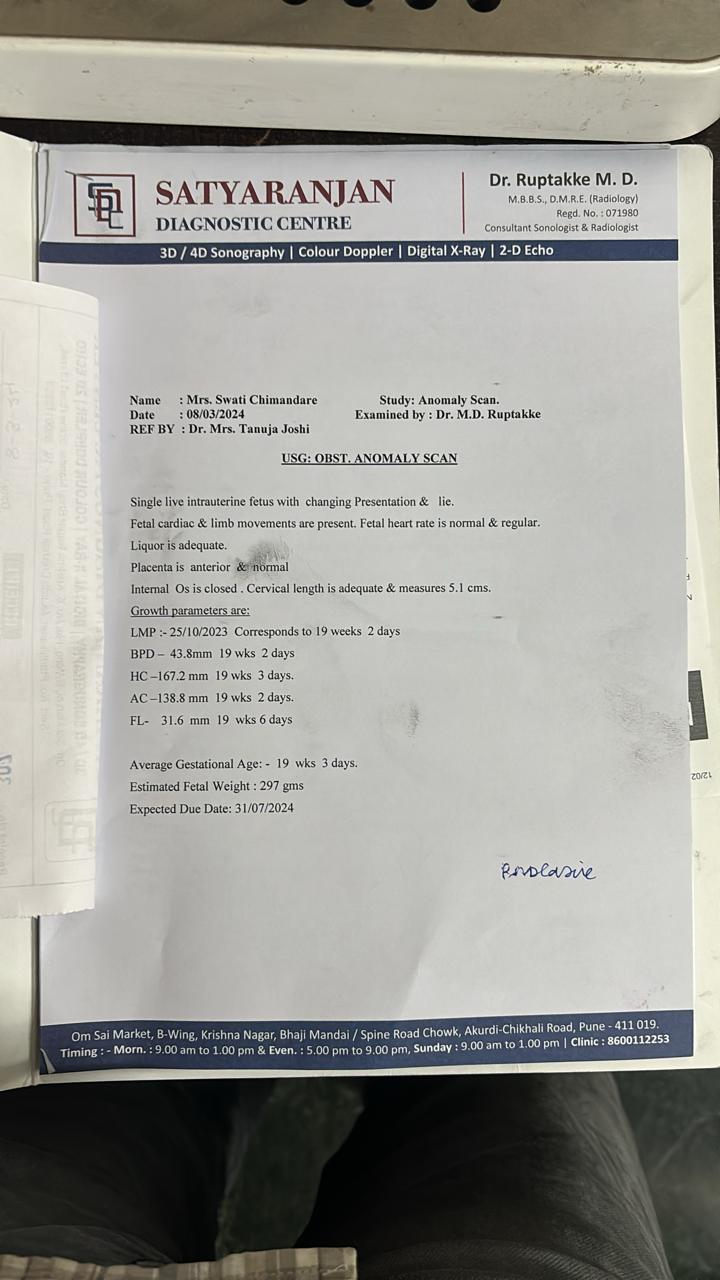 SDC
SATYARANJAN
DIAGNOSTIC CENTRE
Dr. Ruptakke M. D.
M.B.B.S., D.M.R.E. (Radiology)
Regd. No. : 071980
Consultant Sonologist & Radiologist
3D / 4D Sonography | Colour Doppler | Digital X-Ray | 2-D Echo
Name : Mrs. Swati Chimandare Study: Anomaly Scan.
Date : 08/03/2024 Examined by : Dr. M.D. Ruptakke
REF BY : Dr. Mrs. Tanuja Joshi
USG: OBST. ANOMALY SCAN
Single live intrauterine fetus with changing Presentation & lie.
Fetal cardiac & limb movements are present. Fetal heart rate is normal & regular.
Liquor is adequate.
Placenta is anterior & normal
Internal Os is closed . Cervical length is adequate & measures 5.1 cms.
Growth parameters are:
LMP :- 25/10/2023 Corresponds to 19 weeks 2 days
BPD – 43.8mm 19 wks 2 days
HC –167.2 mm 19 wks 3 days.
AC –138.8 mm 19 wks 2 days.
FL- 31.6 mm 19 wks 6 days
Average Gestational Age: - 19 wks 3 days.
Estimated Fetal Weight : 297 gms
Expected Due Date: 31/07/2024
Om Sai Market, B-Wing, Krishna Nagar, Bhaji Mandai / Spine Road Chowk, Akurdi-Chikhali Road, Pune - 411 019.
Timing : - Morn. : 9.00 am to 1.00 pm & Even. : 5.00 pm to 9.00 pm, Sunday : 9.00 am to 1.00 pm | Clinic : 8600112253